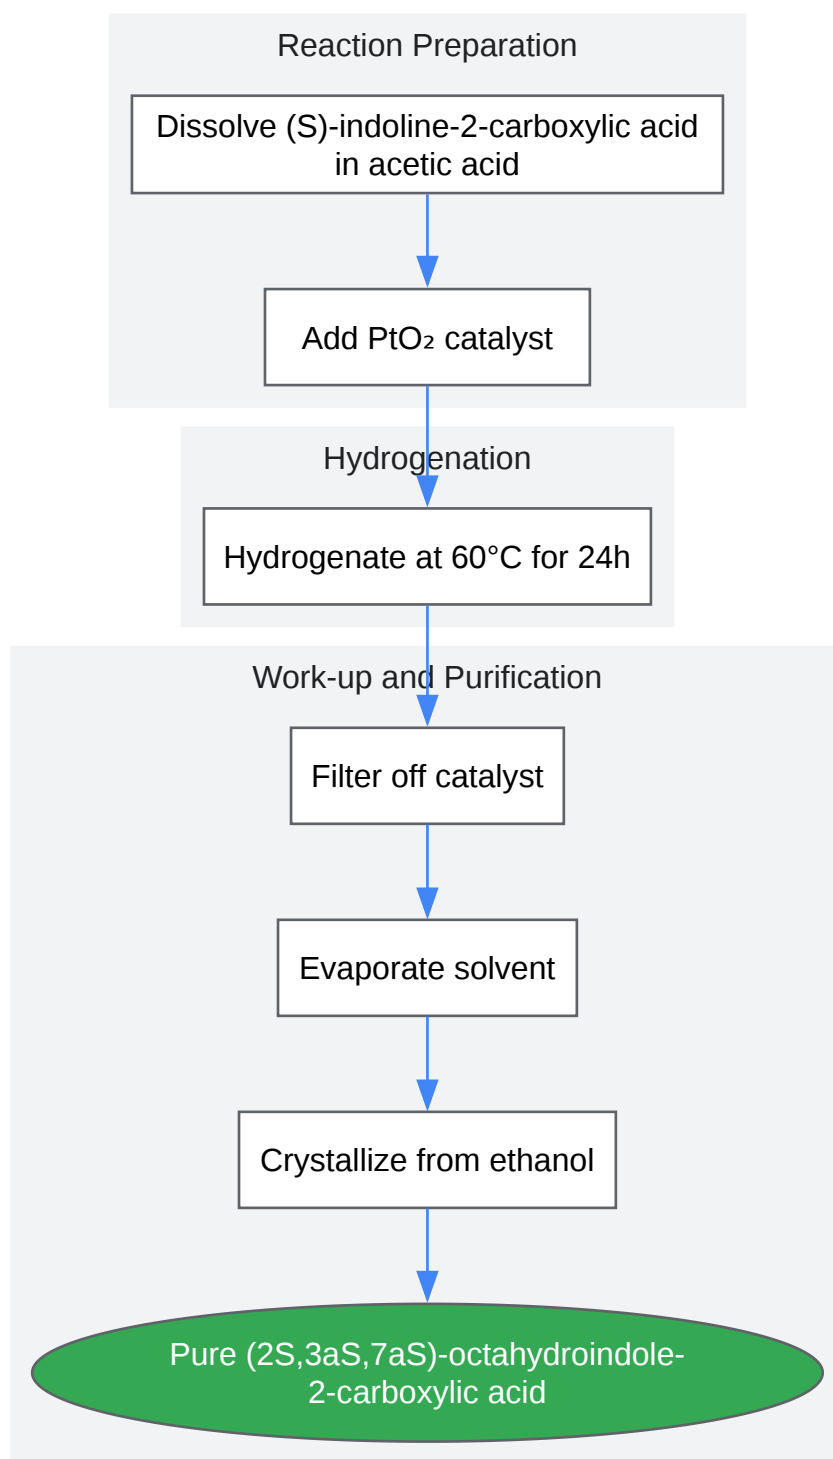 Reaction Preparation
Dissolve (S)-indoline-2-carboxylic acid
in acetic acid
Add PtO₂ catalyst
Hydrogenation
Hydrogenate at 60°C for 24h
Work-up and Purification
Filter off catalyst
Evaporate solvent
Crystallize from ethanol
Pure (2S,3aS,7aS)-octahydroindole-
2-carboxylic acid